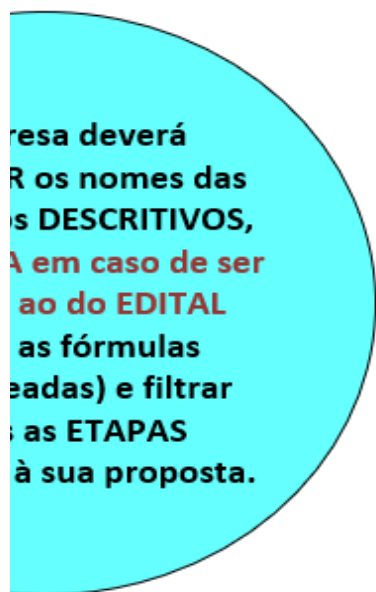 resa deverá
R os nomes das
os DESCRITIVOS,
A em caso de ser
ao do EDITAL
as fórmulas
eadas) e filtrar
s as ETAPAS
à sua proposta.